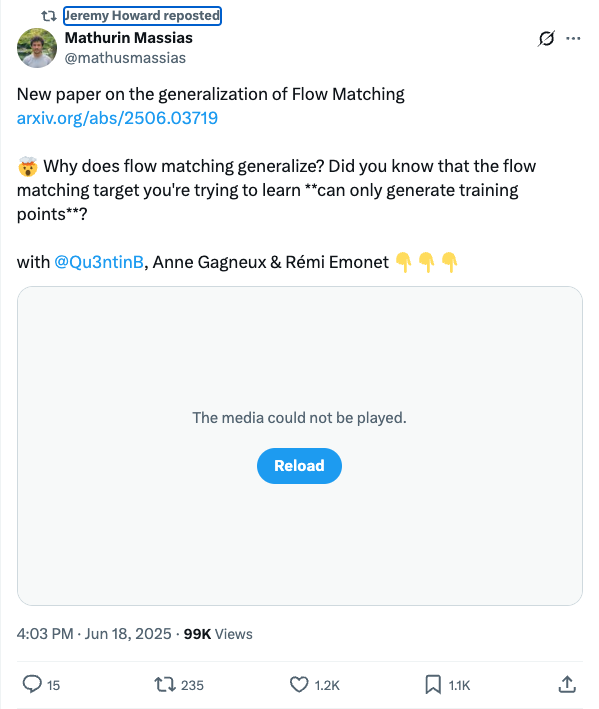 Jeremy Howard reposted
Mathurin Massias
@mathusmassias
New paper on the generalization of Flow Matching
arxiv.org/abs/2506.03719
🤯 Why does flow matching generalize? Did you know that the flow
matching target you're trying to learn **can only generate training
points**?
with @Qu3ntinB, Anne Gagneux & Rémi Emonet 👇👇👇
The media could not be played.
Reload
4:03 PM · Jun 18, 2025 · 99K Views
15 235 1.2K 1.1K